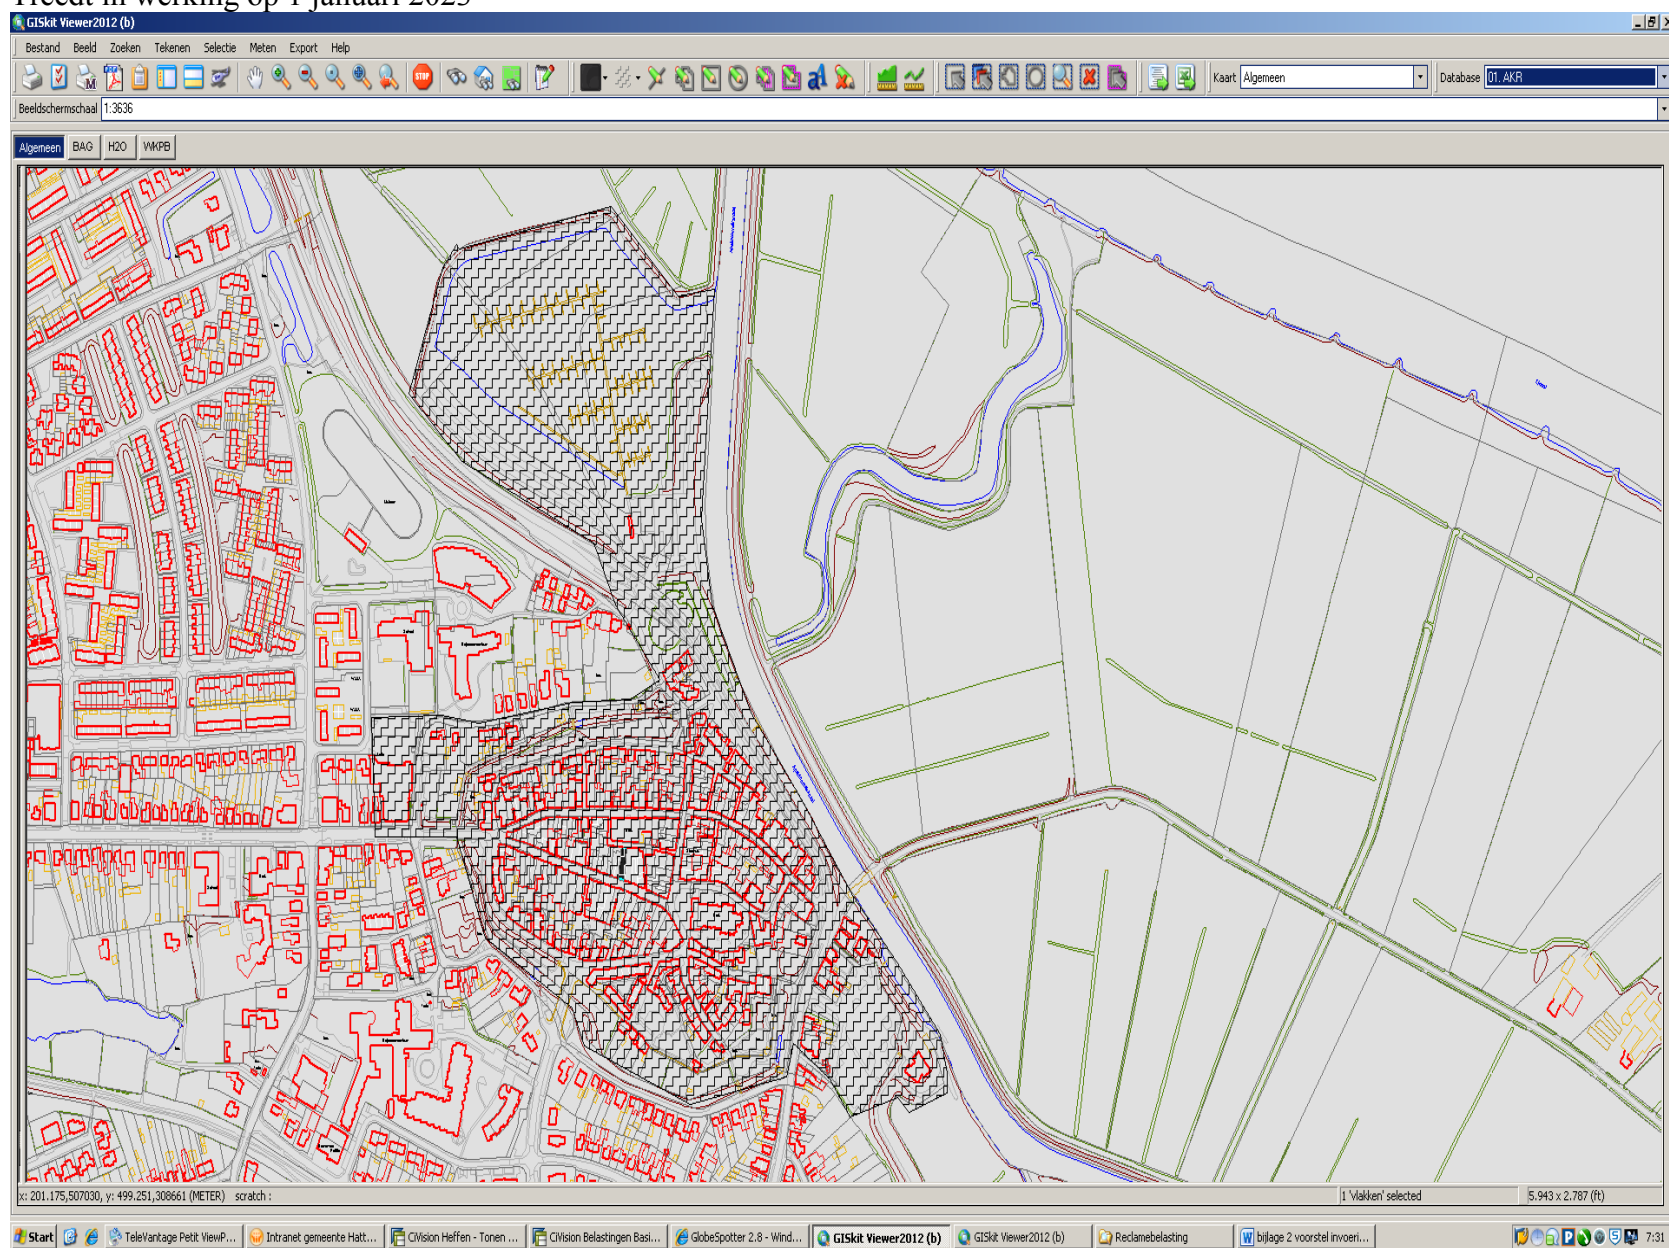 Treedt in werking op 1 januari 2023
GISkit Viewer2012 (b)
Bestand Beeld Zoeken Tekenen Selectie Meten Export Help
STOP
Kaart Algemeen
Database 01. AKR
Beeldschermschaal 1:3636
Algemeen BAG H2O WKPB
x: 201.175,507030, y: 499.251,308661 (METER) scratch :
1 'vlakken' selected
5.943 x 2.787 (ft)
Start
TeleVantage Petit ViewP...
Intranet gemeente Hatt...
CiVision Heffen - Tonen ...
CiVision Belastingen Basi...
GlobeSpotter 2.8 - Wind...
GISkit Viewer2012 (b)
GISkit Viewer2012 (b)
Reclamebelasting
bijlage 2 voorstel invoeri...
7:31